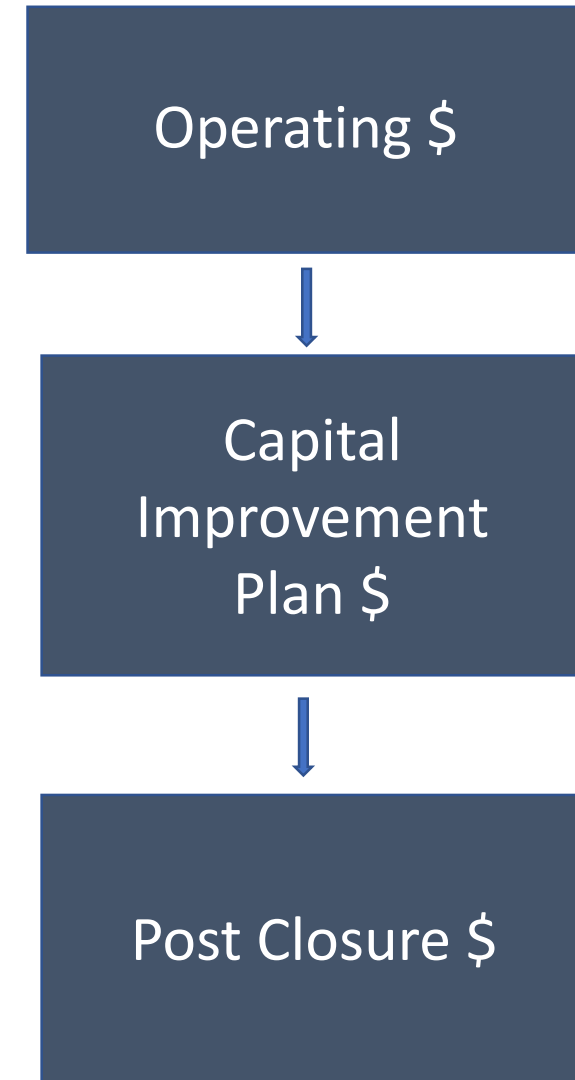 Operating $
Capital
Improvement
Plan $
Post Closure $